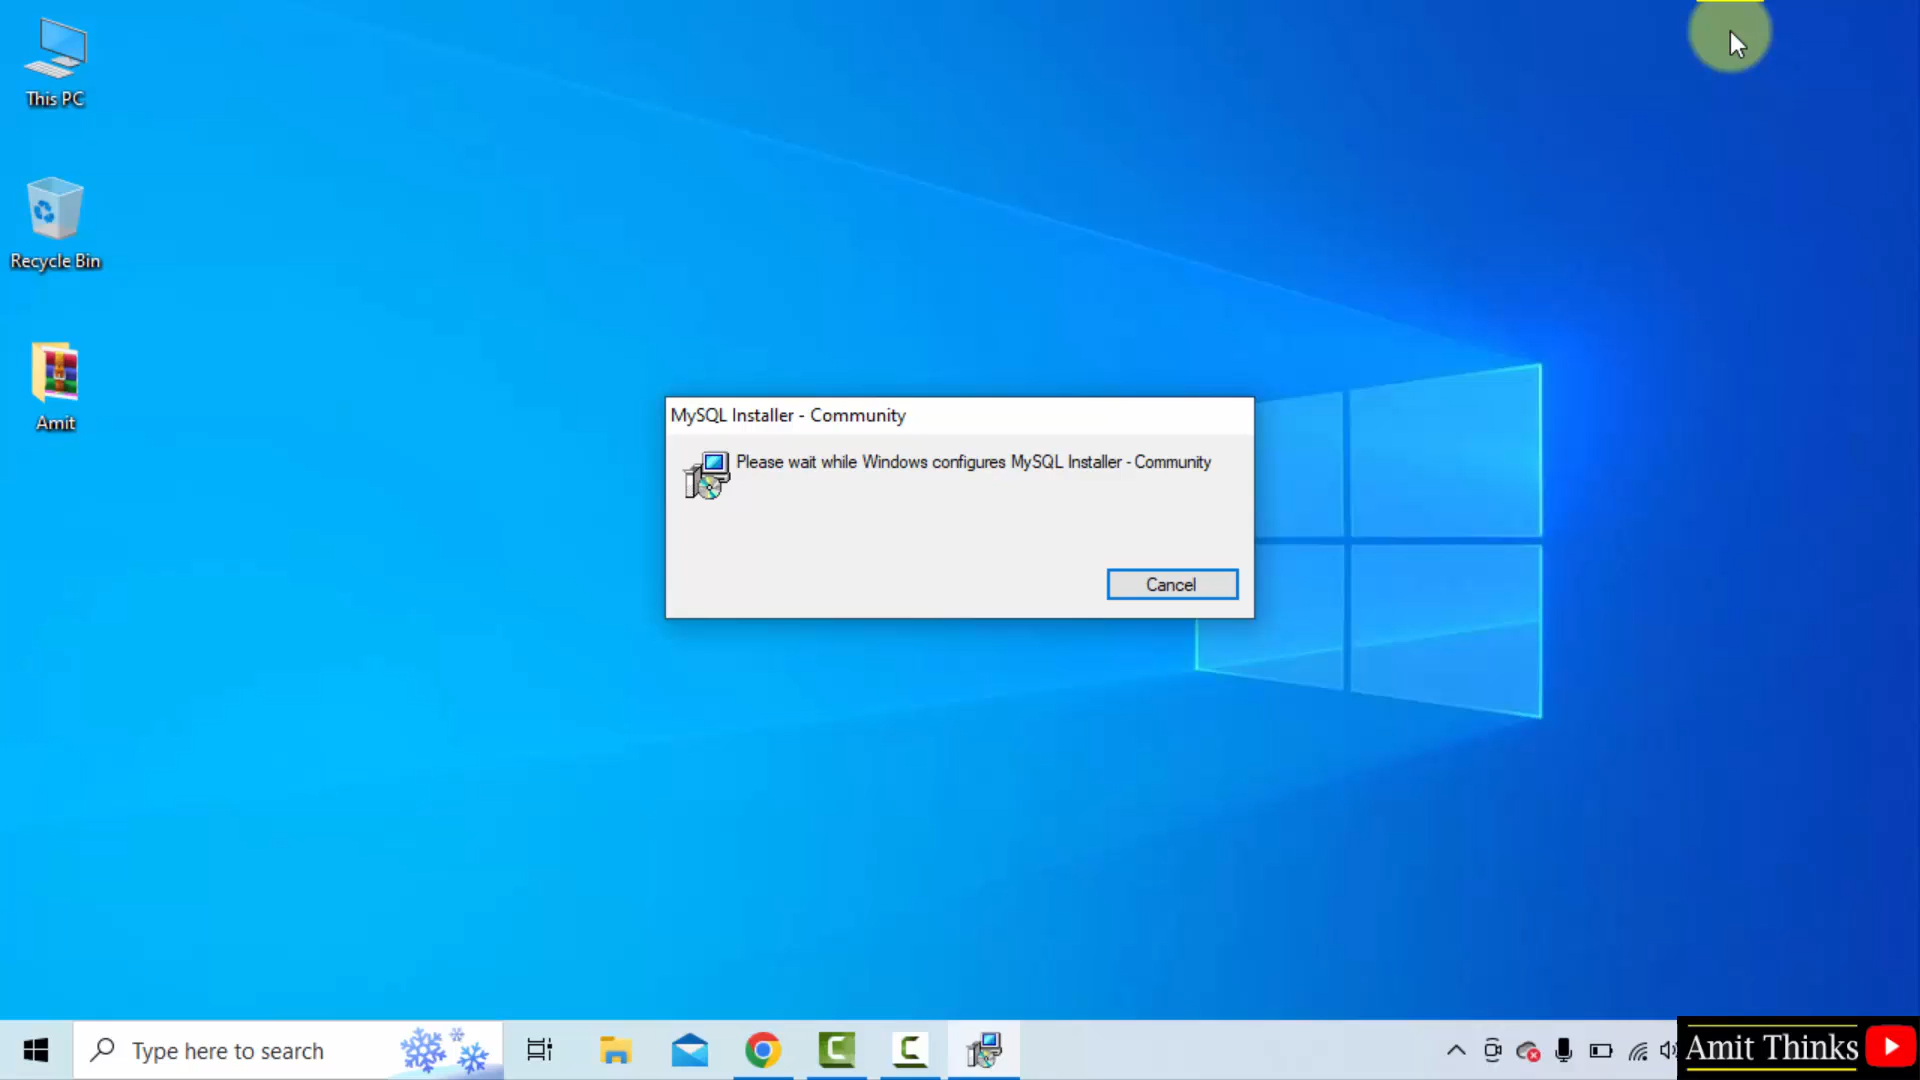 This PC
Recycle Bin
Amit
MySQL Installer - Community
Please wait while Windows configures MySQL Installer - Community
Cancel
Type here to search
Amit Thinks